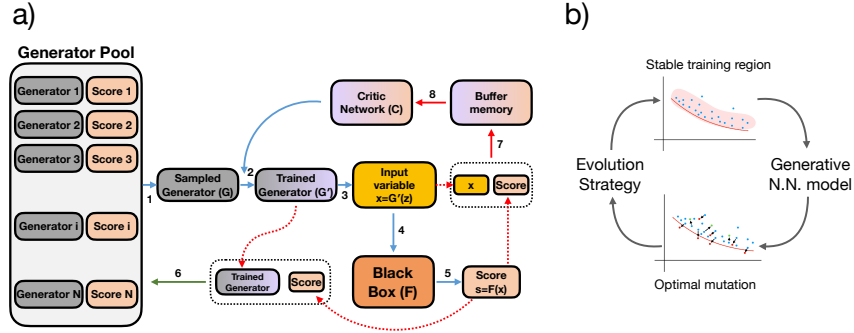 a)
Generator Pool
Generator 1
Score 1
Generator 2
Score 2
Generator 3
Score 3
Generator i
Score i
Generator N
Score N
1
Sampled
Generator (G)
2
Trained
Generator (G')
3
Input
variable
x=G'(z)
Critic
Network (C)
8
Buffer
memory
7
x
Score
4
Black
Box (F)
5
Score
s=F(x)
6
Trained
Generator
Score
b)
Stable training region
Evolution
Strategy
Generative
N.N. model
Optimal mutation